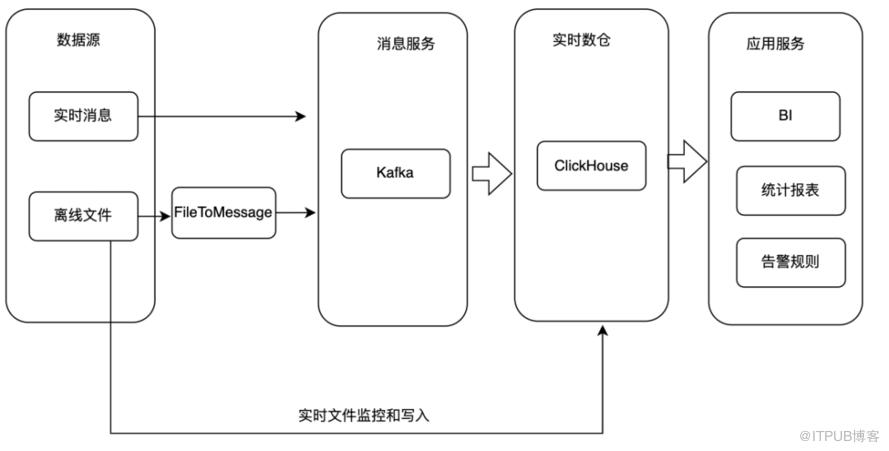 数据源
实时消息
离线文件
FileToMessage
消息服务
Kafka
实时数仓
ClickHouse
应用服务
BI
统计报表
告警规则
实时文件监控和写入
@ITPUB博客